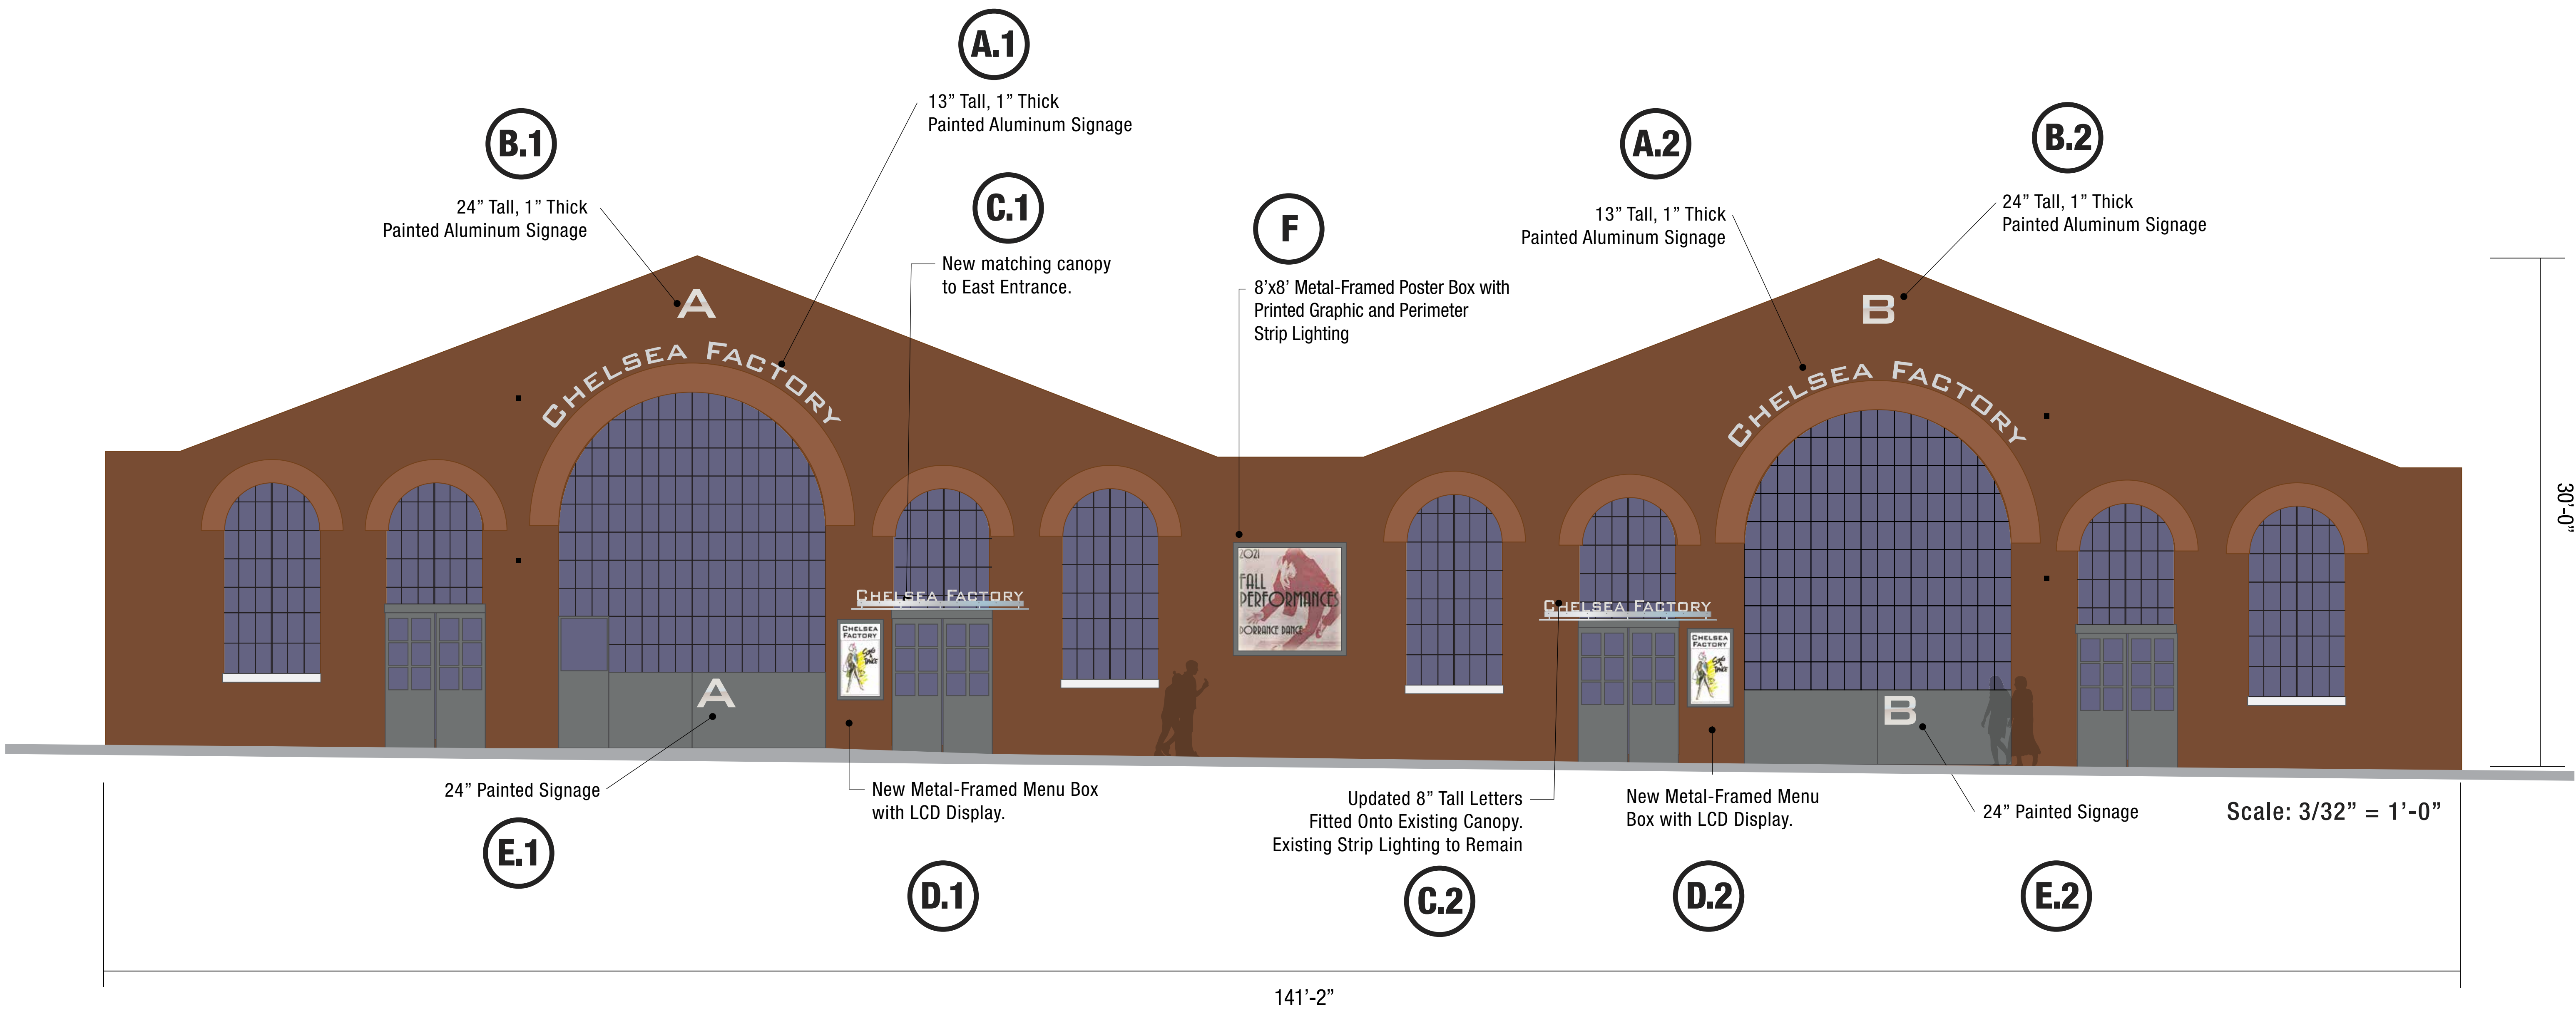 A.1
13” Tall, 1” Thick
Painted Aluminum Signage
B.1
24” Tall, 1” Thick
Painted Aluminum Signage
C.1
New matching canopy
to East Entrance.
F
8’x8’ Metal-Framed Poster Box with
Printed Graphic and Perimeter
Strip Lighting
A.2
13” Tall, 1” Thick
Painted Aluminum Signage
B.2
24” Tall, 1” Thick
Painted Aluminum Signage
A
CHELSEA FACTORY
B
CHELSEA FACTORY
30’-0”
CHELSEA FACTORY
CHELSEA
FACTORY
A
2021
FALL
PERFORMANCES
DORRANCE DANCE
CHELSEA FACTORY
CHELSEA
FACTORY
B
24” Painted Signage
E.1
New Metal-Framed Menu Box
with LCD Display.
D.1
Updated 8” Tall Letters
Fitted Onto Existing Canopy.
Existing Strip Lighting to Remain
C.2
New Metal-Framed Menu
Box with LCD Display.
D.2
24” Painted Signage
E.2
Scale: 3/32” = 1’-0”
141’-2”